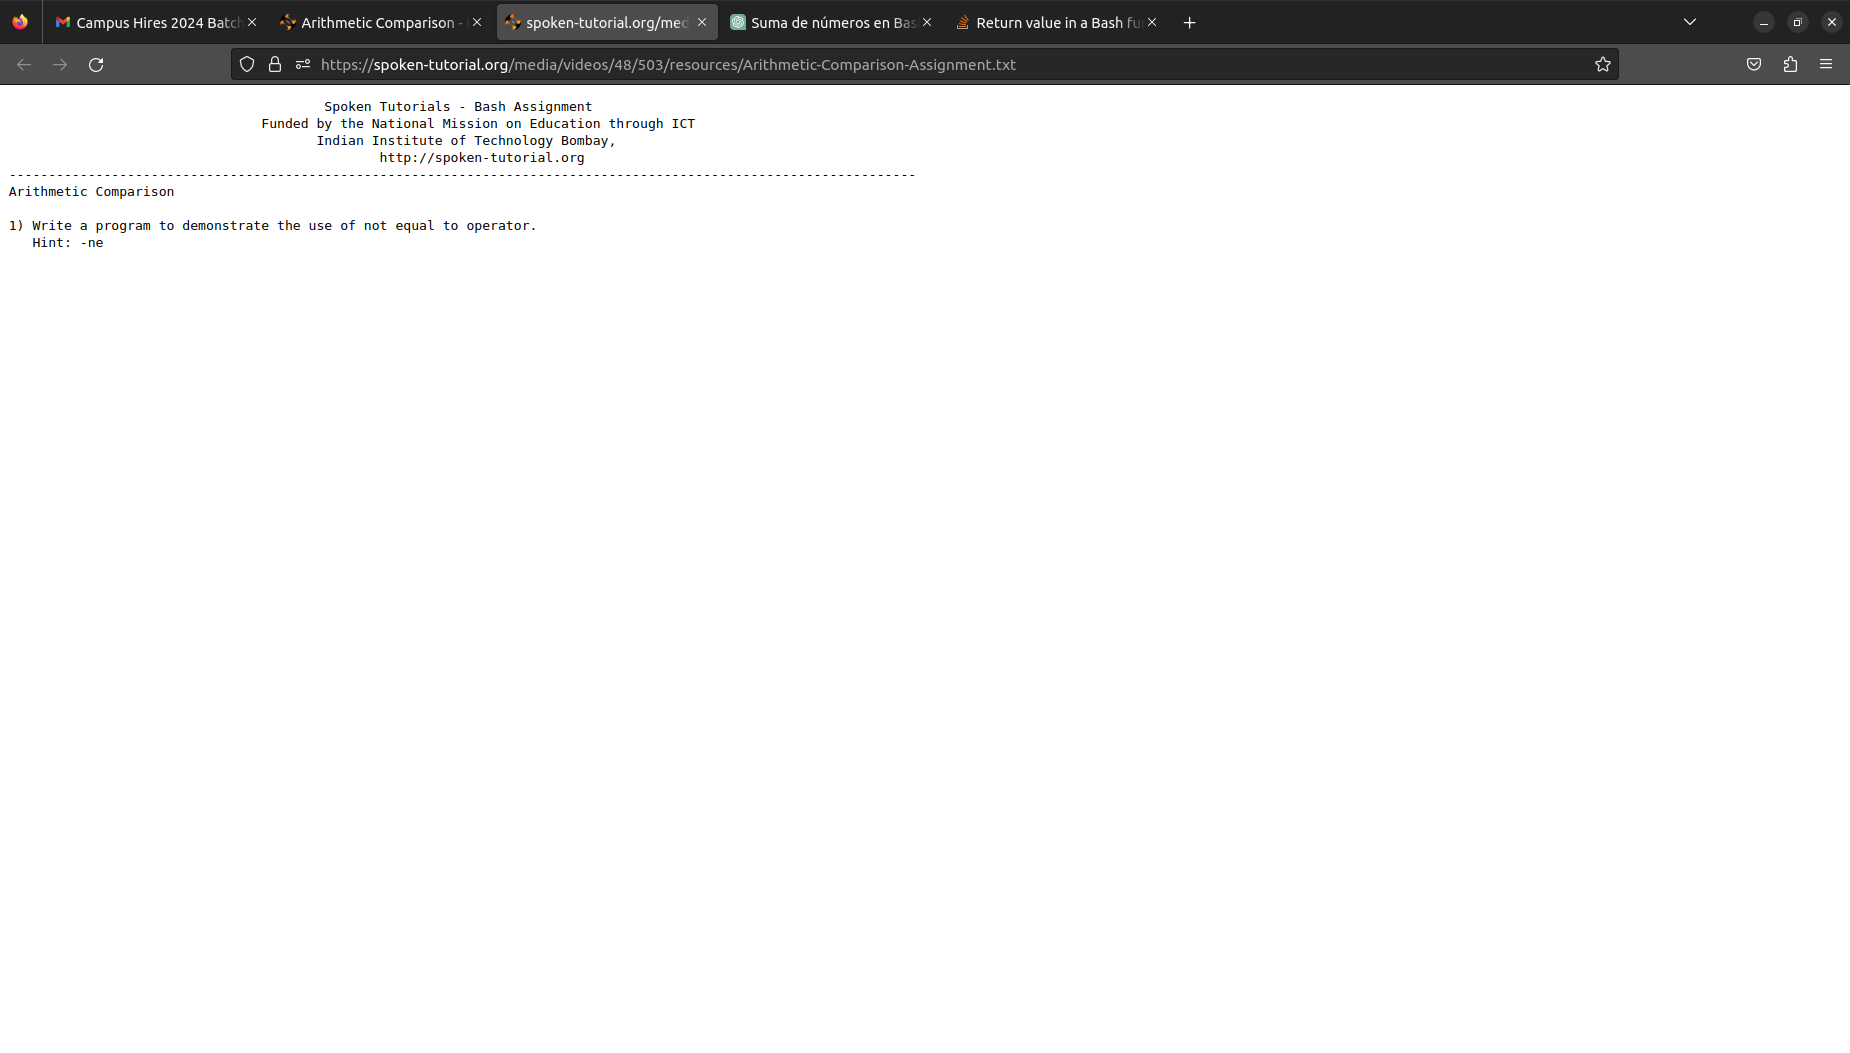 Campus Hires 2024 Batch
Arithmetic Comparison -
spoken-tutorial.org/med
Suma de números en Bas
Return value in a Bash fu
https://spoken-tutorial.org/media/videos/48/503/resources/Arithmetic-Comparison-Assignment.txt
Spoken Tutorials - Bash Assignment
Funded by the National Mission on Education through ICT
Indian Institute of Technology Bombay,
http://spoken-tutorial.org
-------------------------------------------------------------------------------------------------------------------
Arithmetic Comparison
1) Write a program to demonstrate the use of not equal to operator.
Hint: -ne